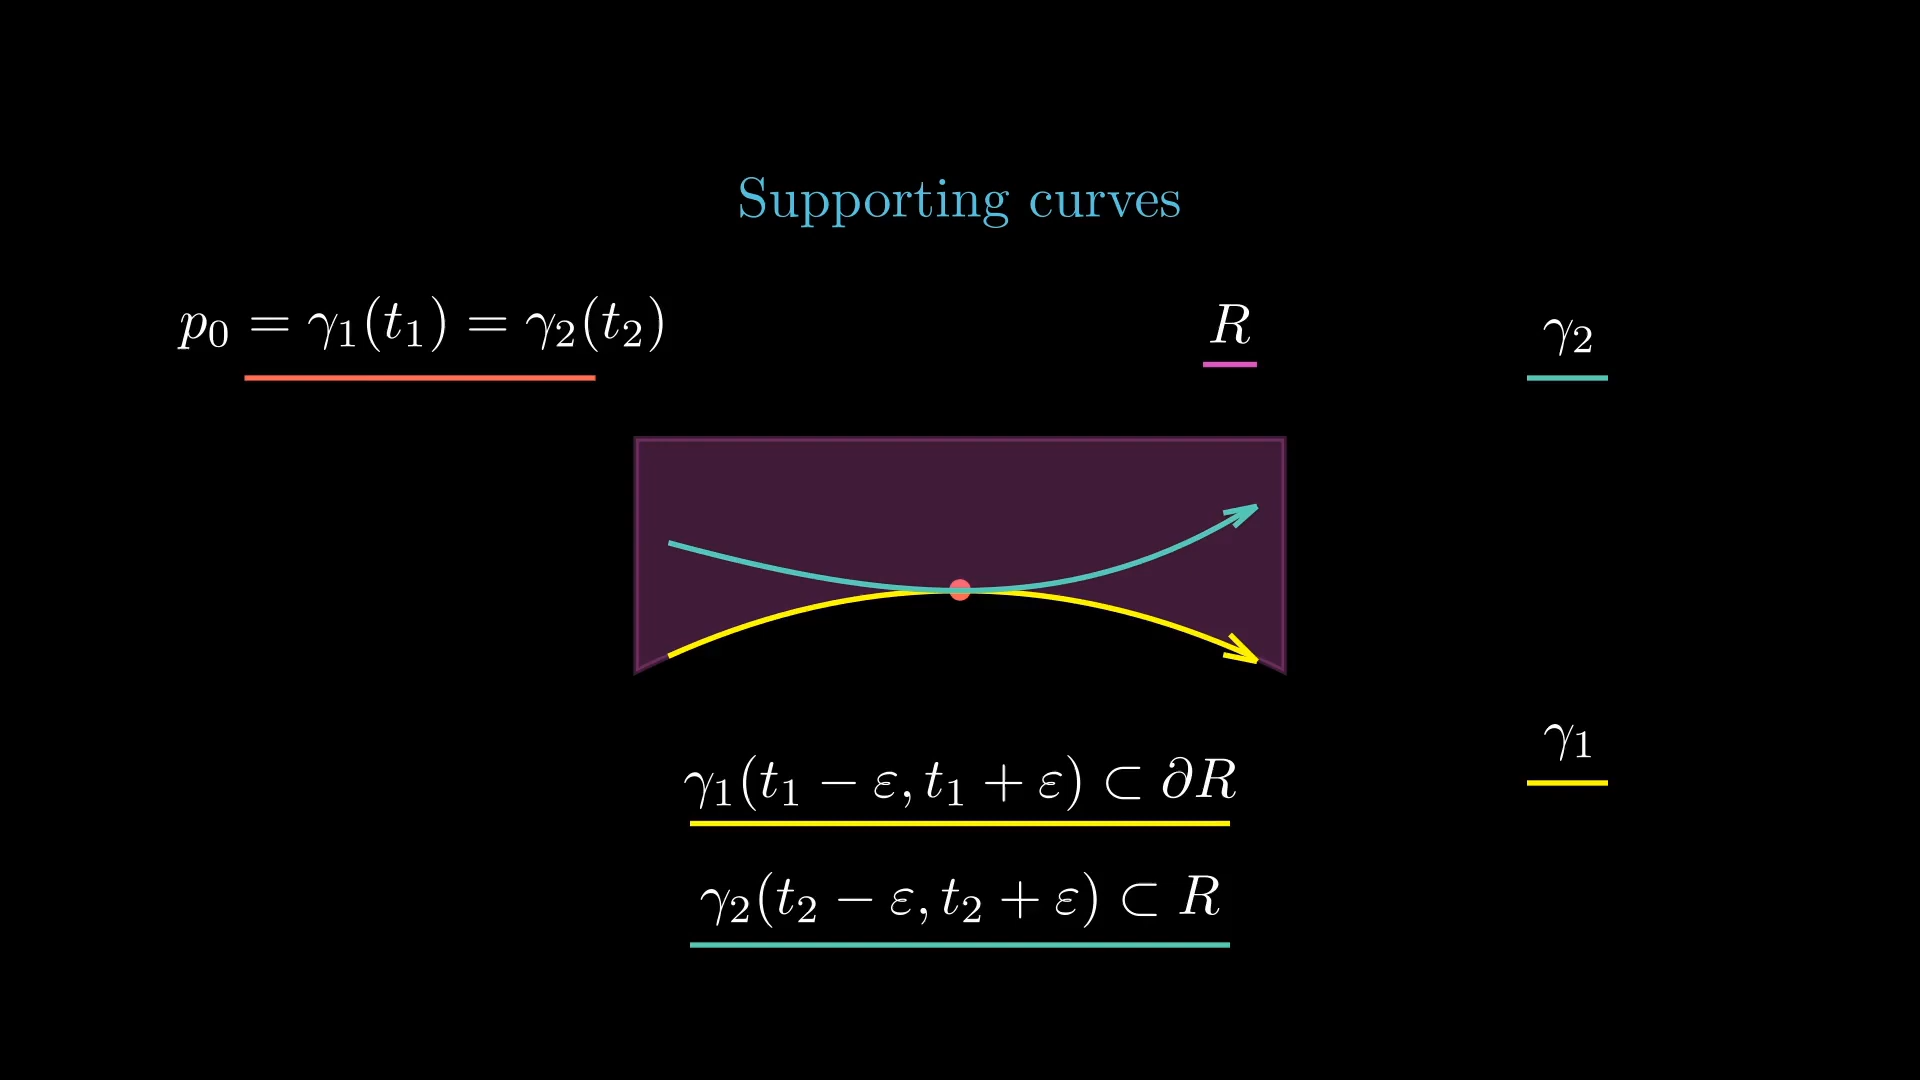 Supporting curves
p₀ = γ₁(t₁) = γ₂(t₂)
R
γ₂
γ₁
γ₁(t₁ − ε, t₁ + ε) ⊂ ∂R
γ₂(t₂ − ε, t₂ + ε) ⊂ R